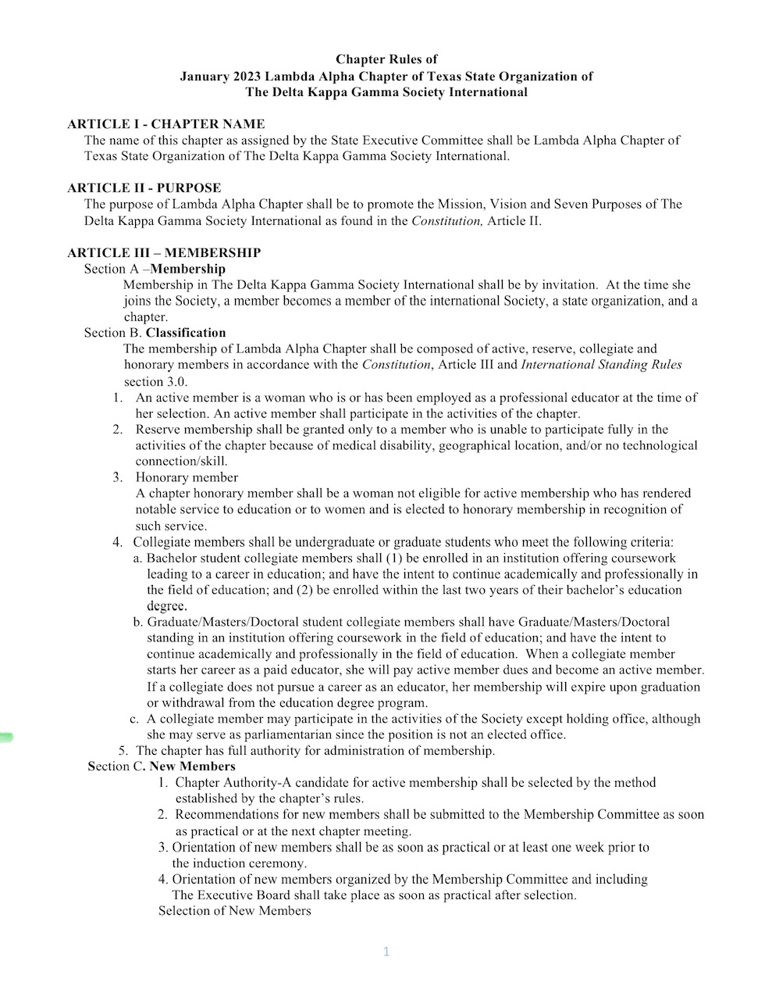 Chapter Rules of
January 2023 Lambda Alpha Chapter of Texas State Organization of
The Delta Kappa Gamma Society International
ARTICLE I - CHAPTER NAME
The name of this chapter as assigned by the State Executive Committee shall be Lambda Alpha Chapter of
Texas State Organization of The Delta Kappa Gamma Society International.
ARTICLE II - PURPOSE
The purpose of Lambda Alpha Chapter shall be to promote the Mission, Vision and Seven Purposes of The
Delta Kappa Gamma Society International as found in the Constitution, Article II.
ARTICLE III – MEMBERSHIP
Section A –Membership
Membership in The Delta Kappa Gamma Society International shall be by invitation. At the time she
joins the Society, a member becomes a member of the international Society, a state organization, and a
chapter.
Section B. Classification
The membership of Lambda Alpha Chapter shall be composed of active, reserve, collegiate and
honorary members in accordance with the Constitution, Article III and International Standing Rules
section 3.0.
1. An active member is a woman who is or has been employed as a professional educator at the time of
her selection. An active member shall participate in the activities of the chapter.
2. Reserve membership shall be granted only to a member who is unable to participate fully in the
activities of the chapter because of medical disability, geographical location, and/or no technological
connection/skill.
3. Honorary member
A chapter honorary member shall be a woman not eligible for active membership who has rendered
notable service to education or to women and is elected to honorary membership in recognition of
such service.
4. Collegiate members shall be undergraduate or graduate students who meet the following criteria:
a. Bachelor student collegiate members shall (1) be enrolled in an institution offering coursework
leading to a career in education; and have the intent to continue academically and professionally in
the field of education; and (2) be enrolled within the last two years of their bachelor’s education
degree.
b. Graduate/Masters/Doctoral student collegiate members shall have Graduate/Masters/Doctoral
standing in an institution offering coursework in the field of education; and have the intent to
continue academically and professionally in the field of education. When a collegiate member
starts her career as a paid educator, she will pay active member dues and become an active member.
If a collegiate does not pursue a career as an educator, her membership will expire upon graduation
or withdrawal from the education degree program.
c. A collegiate member may participate in the activities of the Society except holding office, although
she may serve as parliamentarian since the position is not an elected office.
5. The chapter has full authority for administration of membership.
Section C. New Members
1. Chapter Authority-A candidate for active membership shall be selected by the method
established by the chapter’s rules.
2. Recommendations for new members shall be submitted to the Membership Committee as soon
as practical or at the next chapter meeting.
3. Orientation of new members shall be as soon as practical or at least one week prior to
the induction ceremony.
4. Orientation of new members organized by the Membership Committee and including
The Executive Board shall take place as soon as practical after selection.
Selection of New Members
1